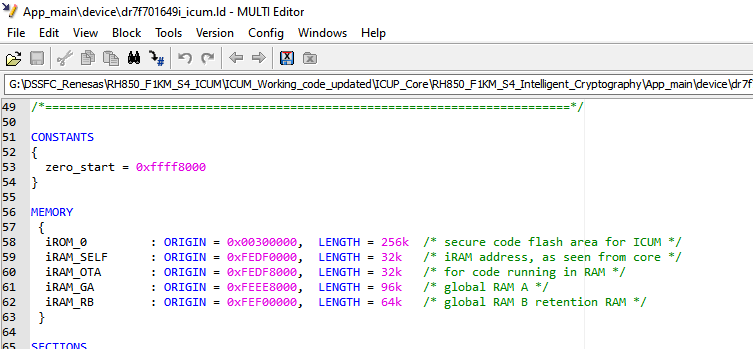 App_main\device\dr7f701649i_icum.ld - MULTI Editor
File Edit View Block Tools Version Config Windows Help
G:\DSSFC_Renesas\RH850_F1KM_S4_ICUM\ICUM_Working_code_updated\ICUP_Core\RH850_F1KM_S4_Intelligent_Cryptography\App_main\device\dr7f
49 /*===========================================================================*/
50
51 CONSTANTS
52 {
53 zero_start = 0xffff8000
54 }
55
56 MEMORY
57 {
58 iROM_0 : ORIGIN = 0x00300000, LENGTH = 256k /* secure code flash area for ICUM */
59 iRAM_SELF : ORIGIN = 0xFEDF0000, LENGTH = 32k /* iRAM address, as seen from core */
60 iRAM_OTA : ORIGIN = 0xFEDF8000, LENGTH = 32k /* for code running in RAM */
61 iRAM_GA : ORIGIN = 0xFEEE8000, LENGTH = 96k /* global RAM A */
62 iRAM_RB : ORIGIN = 0xFEF00000, LENGTH = 64k /* global RAM B retention RAM */
63 }
64
65 SECTIONS